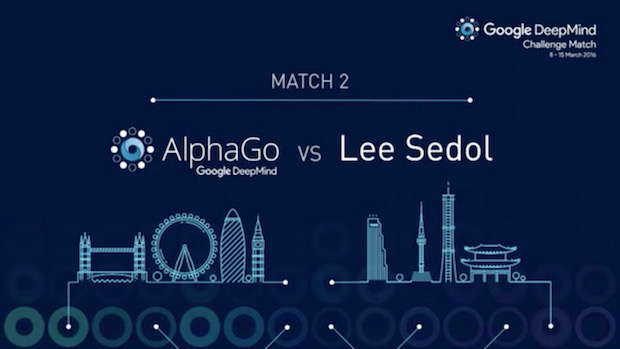 Google DeepMind
Challenge Match
8 - 15 March 2016
MATCH 2
AlphaGo vs Lee Sedol
Google DeepMind